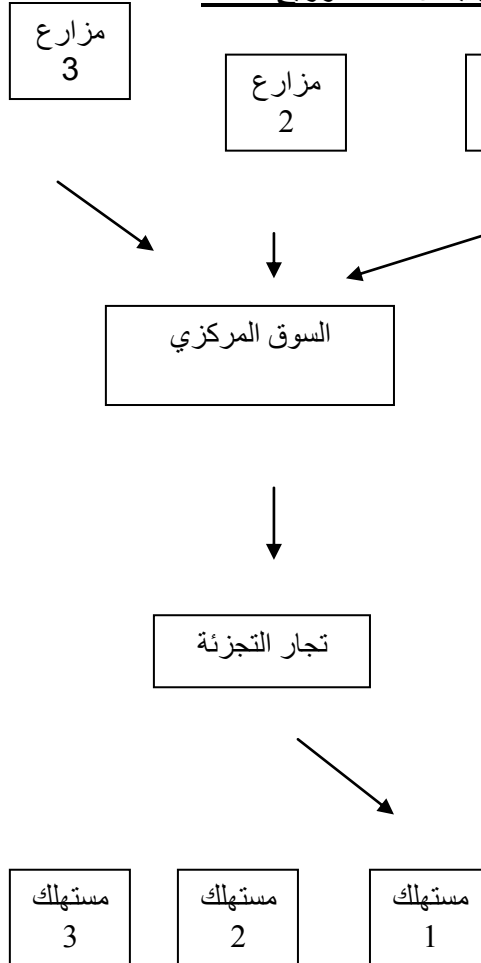 مزارع
2
مزارع
3
السوق المركزي
تجار التجزئة
مستهلك
1
مستهلك
2
مستهلك
3